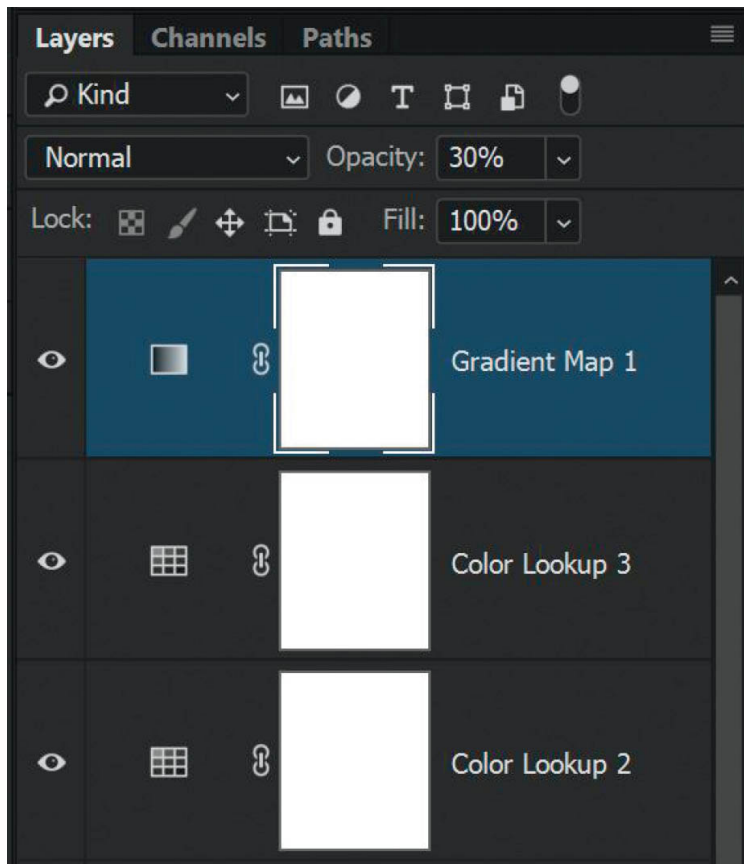 Layers Channels Paths
Kind T
Normal Opacity: 30%
Lock: Fill: 100%
Gradient Map 1
Color Lookup 3
Color Lookup 2